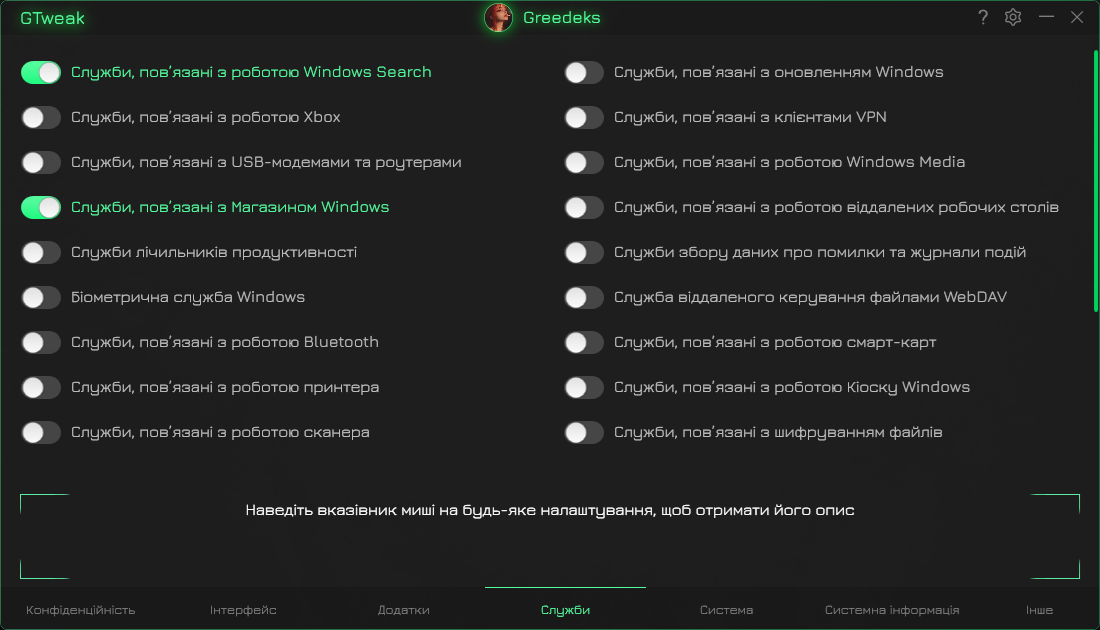 GTweak
Greedeks
?
Служби, пов’язані з роботою Windows Search
Служби, пов’язані з оновленням Windows
Служби, пов’язані з роботою Xbox
Служби, пов’язані з клієнтами VPN
Служби, пов’язані з USB-модемами та роутерами
Служби, пов’язані з роботою Windows Media
Служби, пов’язані з Магазином Windows
Служби, пов’язані з роботою віддалених робочих столів
Служби лічильників продуктивності
Служби збору даних про помилки та журнали подій
Біометрична служба Windows
Служба віддаленого керування файлами WebDAV
Служби, пов’язані з роботою Bluetooth
Служби, пов’язані з роботою смарт-карт
Служби, пов’язані з роботою принтера
Служби, пов’язані з роботою Кіоску Windows
Служби, пов’язані з роботою сканера
Служби, пов’язані з шифруванням файлів
Наведіть вказівник миші на будь-яке налаштування, щоб отримати його опис
Конфіденційність
Інтерфейс
Додатки
Служби
Система
Системна інформація
Інше